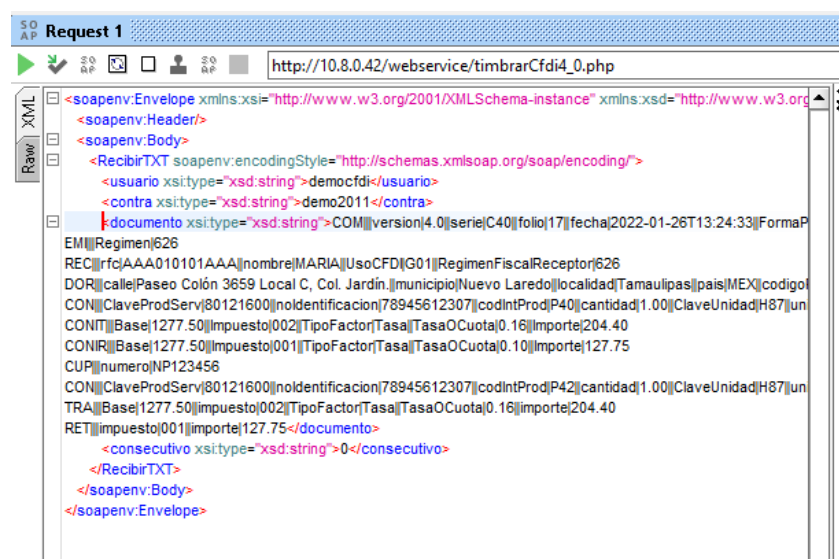 SO AP Request 1
http://10.8.0.42/webservice/timbrarCfdi4_0.php
XML
Raw
<soapenv:Envelope xmlns:xsi="http://www.w3.org/2001/XMLSchema-instance" xmlns:xsd="http://www.w3.org
<soapenv:Header/>
<soapenv:Body>
<RecibirTXT soapenv:encodingStyle="http://schemas.xmlsoap.org/soap/encoding/">
<usuario xsi:type="xsd:string">democfdi</usuario>
<contra xsi:type="xsd:string">demo2011</contra>
<documento xsi:type="xsd:string">COM|||version|4.0||serie|C40||folio|17||fecha|2022-01-26T13:24:33||FormaP
EMI|||Regimen|626
REC|||rfc|AAA010101AAA||nombre|MARIA||UsoCFDI|G01||RegimenFiscalReceptor|626
DOR|||calle|Paseo Colón 3659 Local C, Col. Jardín.||municipio|Nuevo Laredo||localidad|Tamaulipas||pais|MEX||codigo
CON|||ClaveProdServ|80121600||noIdentificacion|78945612307||codIntProd|P40||cantidad|1.00||ClaveUnidad|H87||un
CONIT|||Base|1277.50||Impuesto|002||TipoFactor|Tasa||TasaOCuota|0.16||Importe|204.40
CONIR|||Base|1277.50||Impuesto|001||TipoFactor|Tasa||TasaOCuota|0.10||Importe|127.75
CUP|||numero|NP123456
CON|||ClaveProdServ|80121600||noIdentificacion|78945612307||codIntProd|P42||cantidad|1.00||ClaveUnidad|H87||un
TRA|||Base|1277.50||impuesto|002||TipoFactor|Tasa||TasaOCuota|0.16||importe|204.40
RET|||impuesto|001||importe|127.75</documento>
<consecutivo xsi:type="xsd:string">0</consecutivo>
</RecibirTXT>
</soapenv:Body>
</soapenv:Envelope>